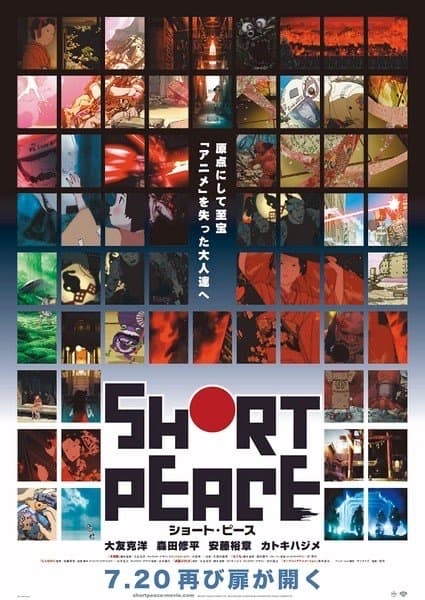 原点にして至宝
「アニメ」を失った大人達へ
SHORT
PEACE
ショート・ピース
大友克洋 森田修平 安藤裕章 カトキハジメ
7.20 再び扉が開く
shortpeace-movie.com